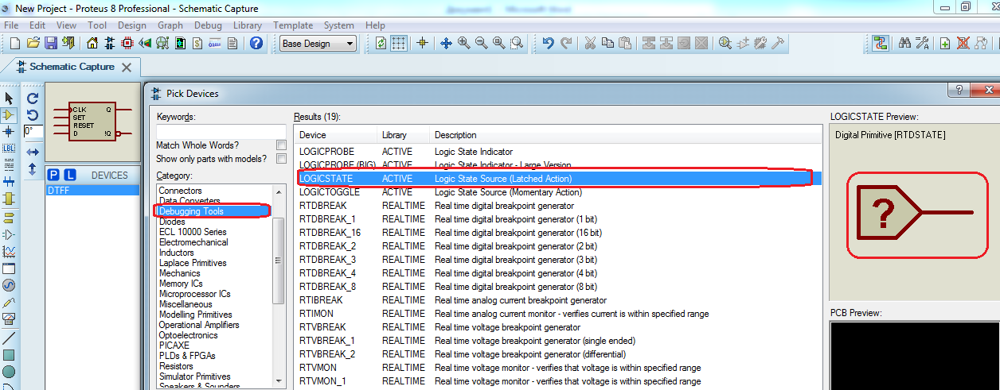 New Project - Proteus 8 Professional - Schematic Capture
File Edit View Tool Design Graph Debug Library Template System Help
Base Design
Schematic Capture
Pick Devices
CLK Q
SET
RESET
D !Q
0°
LBL
P L DEVICES
DTFF
Keywords:
Match Whole Words?
Show only parts with models?
Category:
Connectors
Data Converters
Debugging Tools
Diodes
ECL 10000 Series
Electromechanical
Inductors
Laplace Primitives
Mechanics
Memory ICs
Microprocessor ICs
Miscellaneous
Modelling Primitives
Operational Amplifiers
Optoelectronics
PICAXE
PLDs & FPGAs
Resistors
Simulator Primitives
Speakers & Sounders
Results (19):
Device Library Description
LOGICPROBE ACTIVE Logic State Indicator
LOGICPROBE (BIG) ACTIVE Logic State Indicator - Large Version
LOGICSTATE ACTIVE Logic State Source (Latched Action)
LOGICTOGGLE ACTIVE Logic State Source (Momentary Action)
RTDBREAK REALTIME Real time digital breakpoint generator
RTDBREAK_1 REALTIME Real time digital breakpoint generator (1 bit)
RTDBREAK_16 REALTIME Real time digital breakpoint generator (16 bit)
RTDBREAK_2 REALTIME Real time digital breakpoint generator (2 bit)
RTDBREAK_3 REALTIME Real time digital breakpoint generator (3 bit)
RTDBREAK_4 REALTIME Real time digital breakpoint generator (4 bit)
RTDBREAK_8 REALTIME Real time digital breakpoint generator (8 bit)
RTIBREAK REALTIME Real time analog current breakpoint generator
RTIMON REALTIME Real time analog current monitor - verifies current is within specified range
RTVBREAK REALTIME Real time voltage breakpoint generator
RTVBREAK_1 REALTIME Real time voltage breakpoint generator (single ended)
RTVBREAK_2 REALTIME Real time voltage breakpoint generator (differential)
RTVMON REALTIME Real time voltage monitor - verifies that voltage is within specified range
RTVMON_1 REALTIME Real time voltage monitor - verifies that voltage is within specified range
LOGICSTATE Preview:
Digital Primitive [RTDSTATE]
?
PCB Preview: